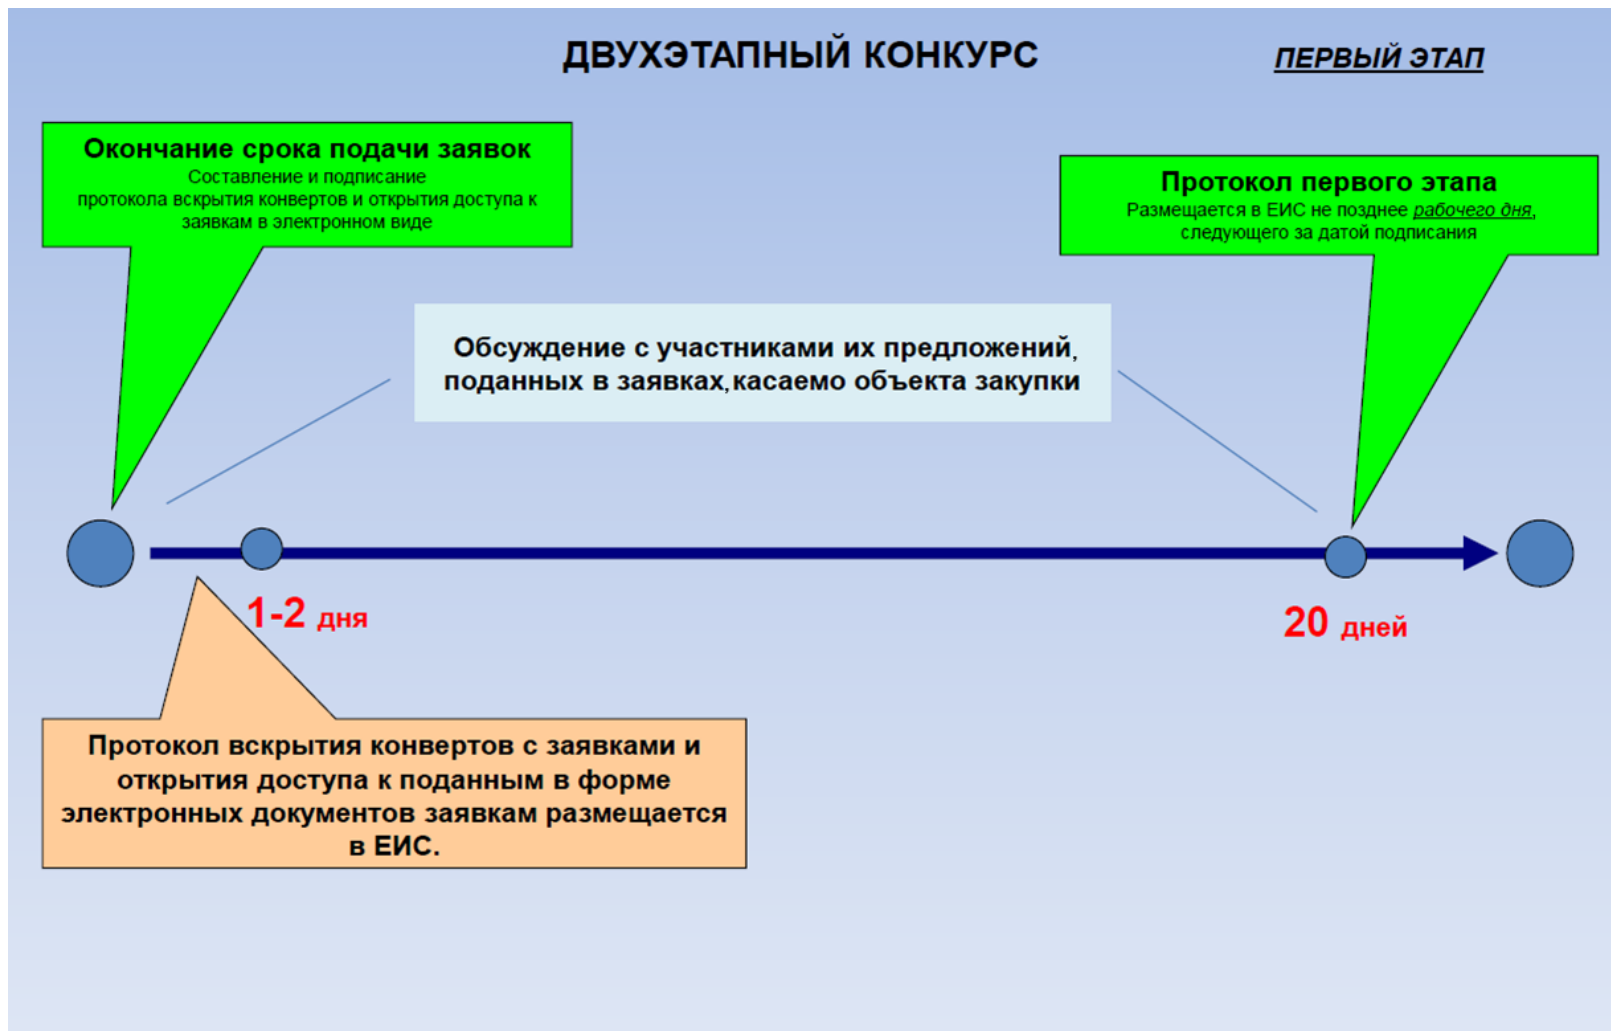 ДВУХЭТАПНЫЙ КОНКУРС
ПЕРВЫЙ ЭТАП
Окончание срока подачи заявок
Составление и подписание
протокола вскрытия конвертов и открытия доступа к
заявкам в электронном виде
Протокол первого этапа
Размещается в ЕИС не позднее рабочего дня,
следующего за датой подписания
Обсуждение с участниками их предложений,
поданных в заявках, касаемо объекта закупки
1-2 дня
20 дней
Протокол вскрытия конвертов с заявками и
открытия доступа к поданным в форме
электронных документов заявкам размещается
в ЕИС.